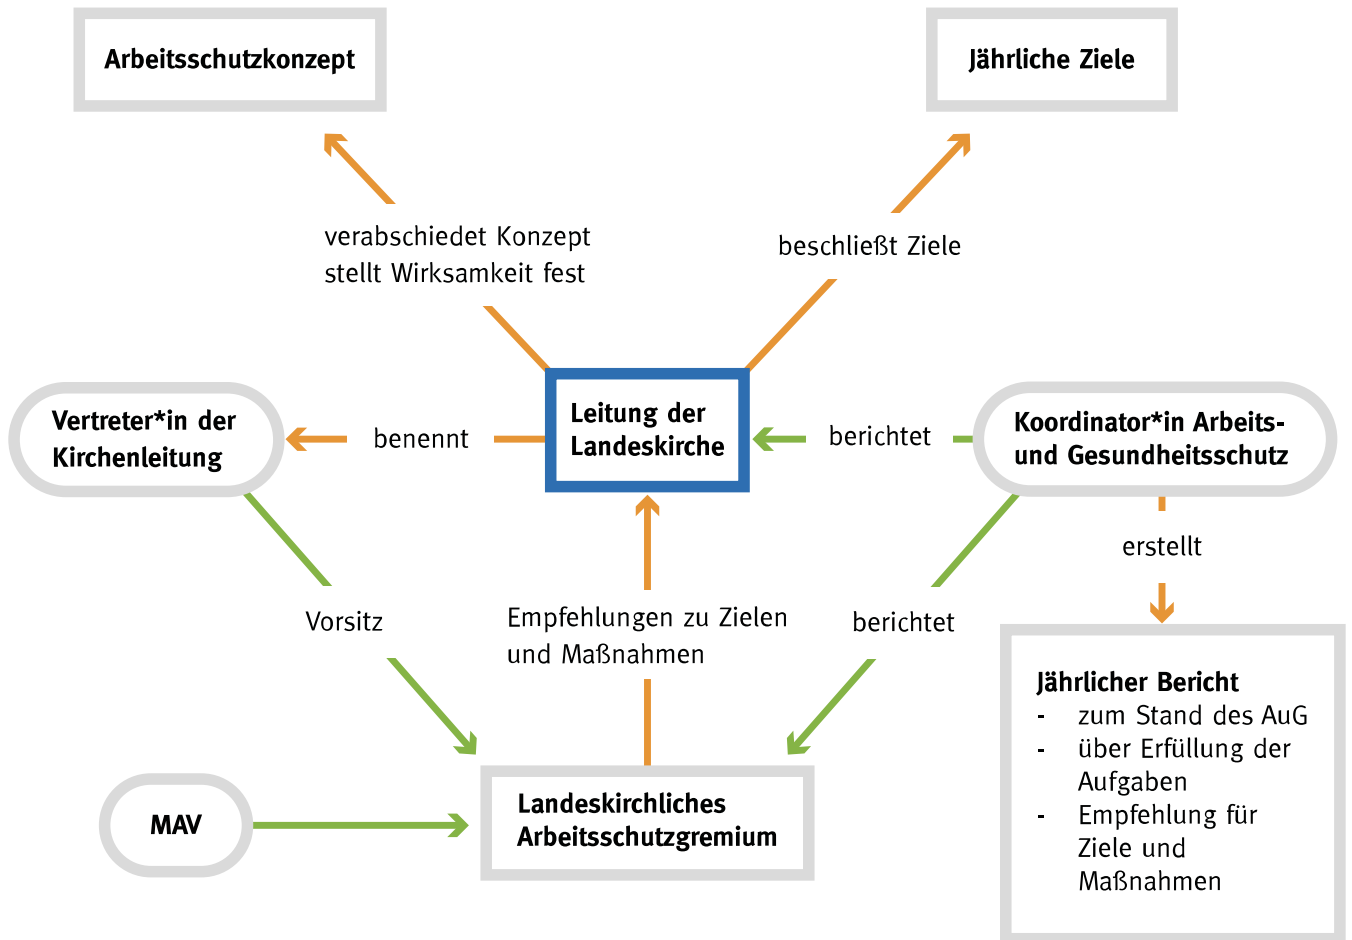 Arbeitsschutzkonzept
Jährliche Ziele
verabschiedet Konzept
stellt Wirksamkeit fest
beschließt Ziele
Vertreter*in der
Kirchenleitung
benennt
Leitung der
Landeskirche
berichtet
Koordinator*in Arbeits-
und Gesundheitsschutz
erstellt
Vorsitz
Empfehlungen zu Zielen
und Maßnahmen
berichtet
Jährlicher Bericht
- zum Stand des AuG
- über Erfüllung der
Aufgaben
- Empfehlung für
Ziele und
Maßnahmen
MAV
Landeskirchliches
Arbeitsschutzgremium